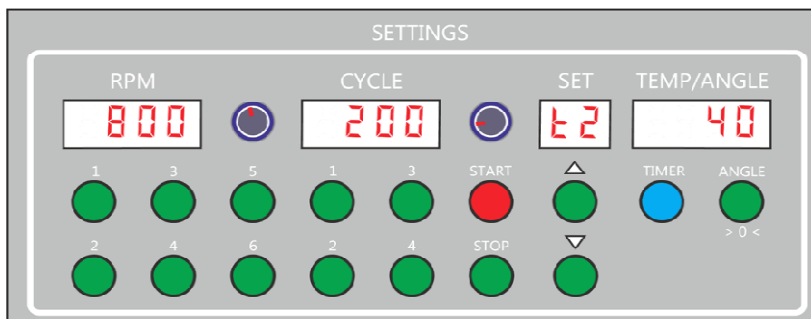 SETTINGS
RPM CYCLE SET TEMP/ANGLE
800 200 t2 40
1 3 5 1 3 START TIMER ANGLE
> 0 <
2 4 6 2 4 STOP